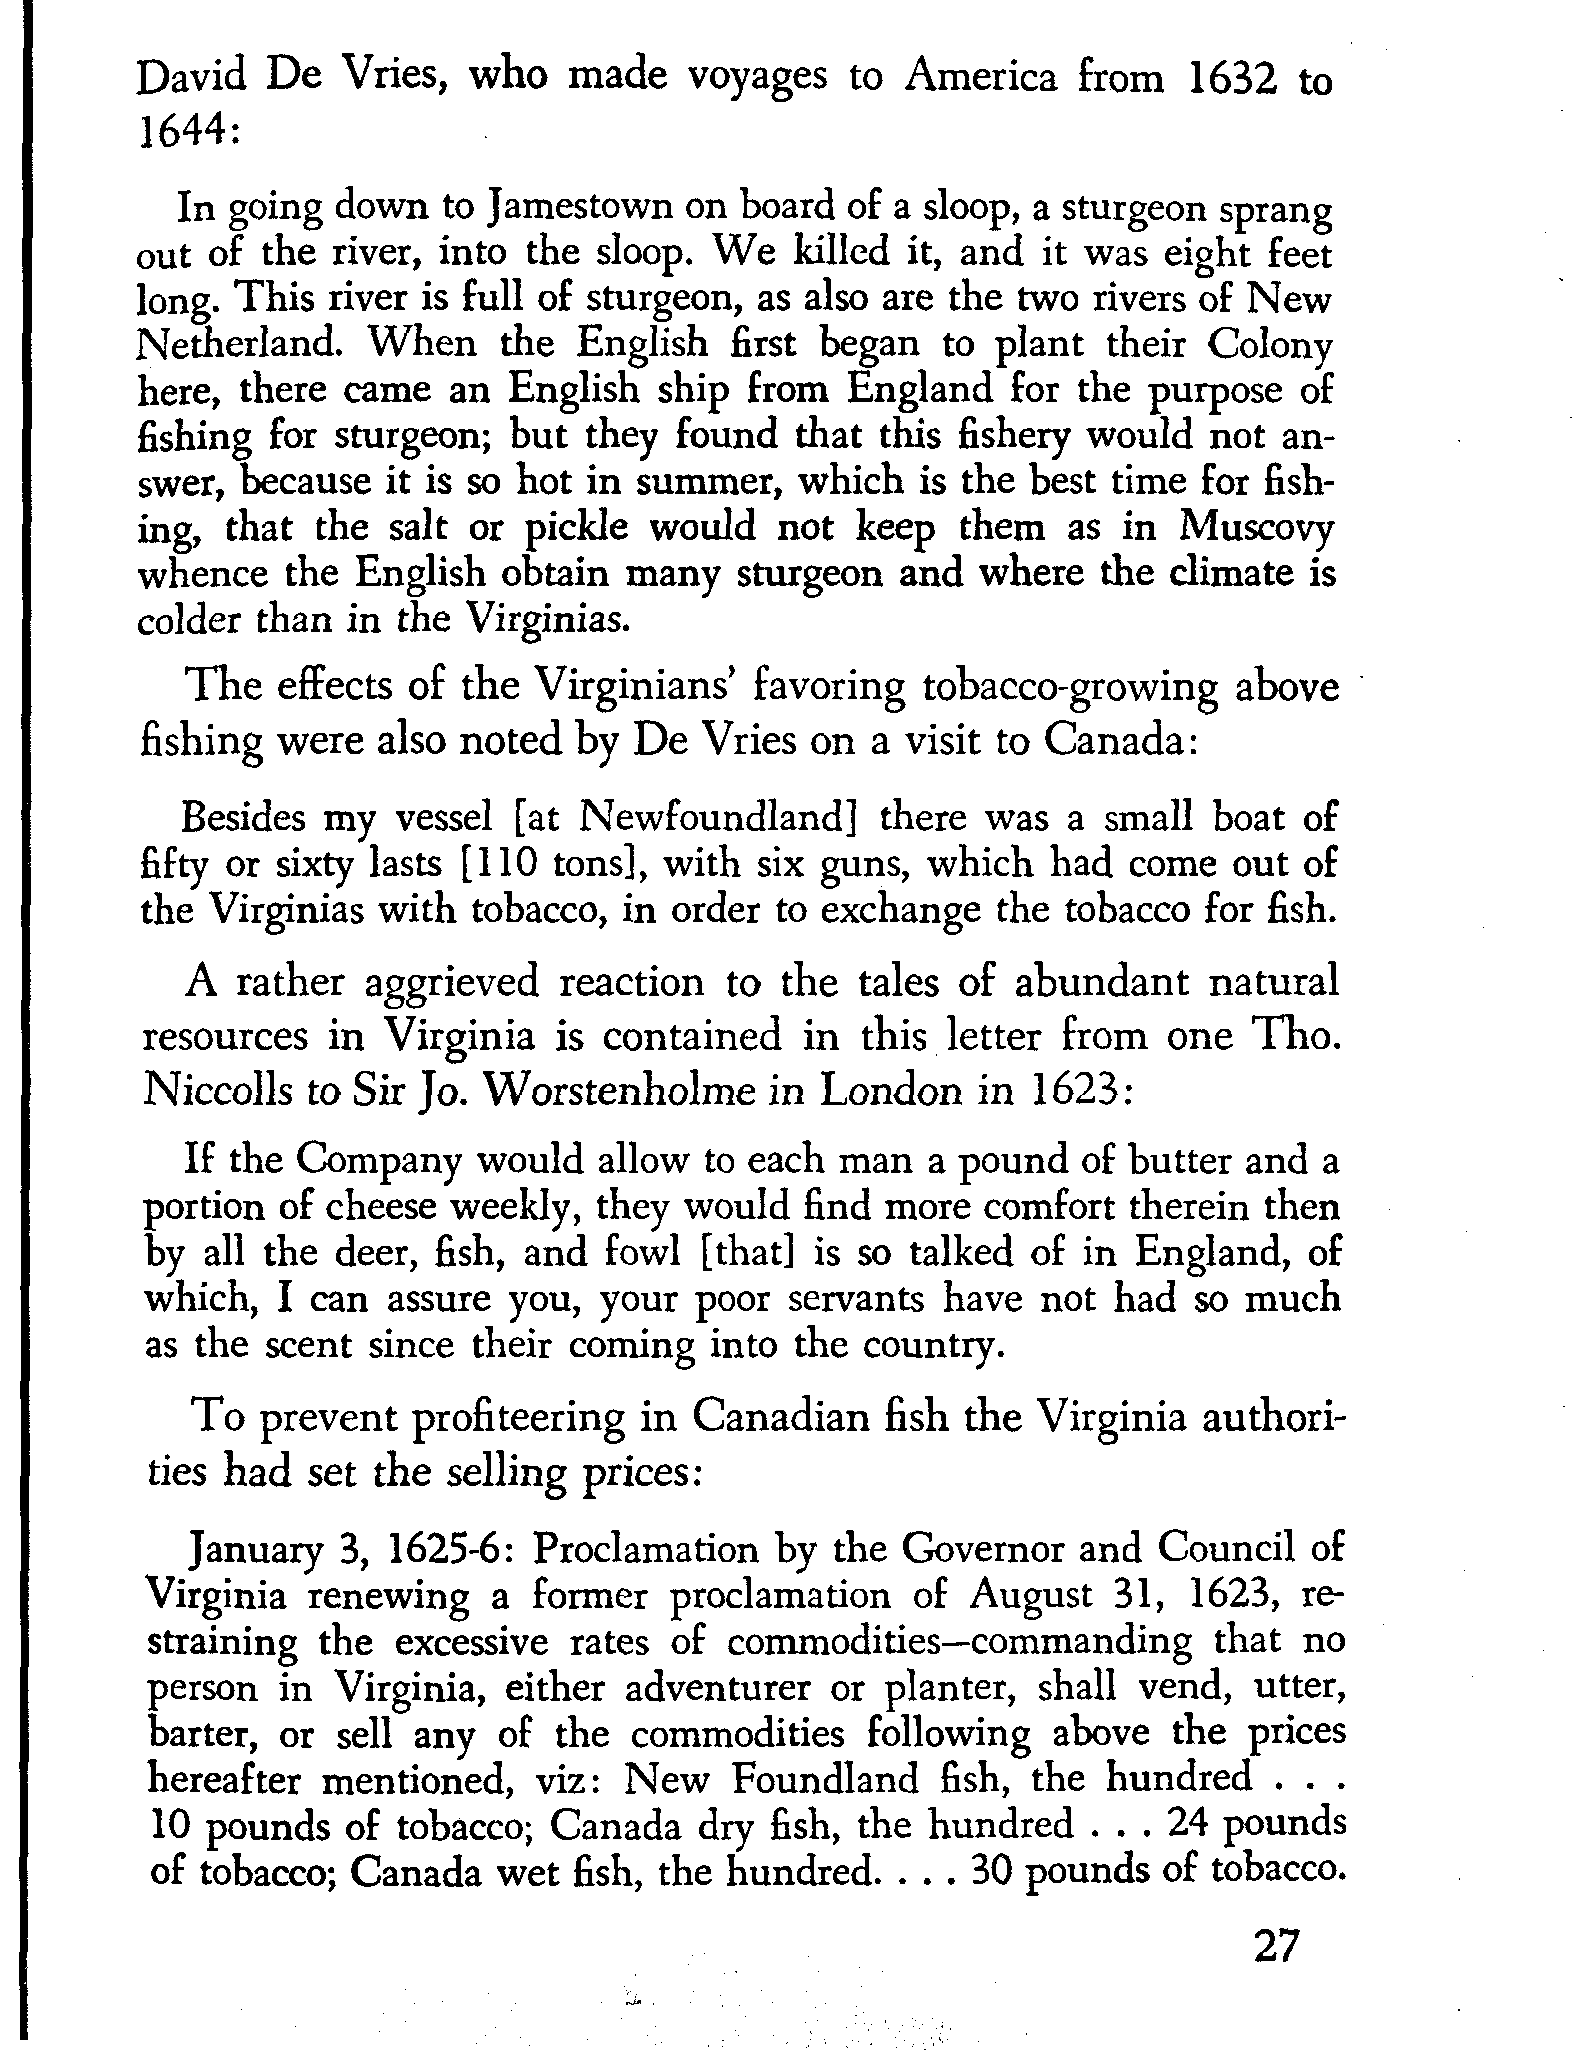 David De Vries, who made voyages to America from 1632 to
1644:
In going down to Jamestown on board of a sloop, a sturgeon sprang
out of the river, into the sloop. We killed it, and it was eight feet
long. This river is full of sturgeon, as also are the two rivers of New
Netherland. When the English first began to plant their Colony
here, there came an English ship from England for the purpose of
fishing for sturgeon; but they found that this fishery would not an-
swer, because it is so hot in summer, which is the best time for fish-
ing, that the salt or pickle would not keep them as in Muscovy
whence the English obtain many sturgeon and where the climate is
colder than in the Virginias.
The effects of the Virginians' favoring tobacco-growing above
fishing were also noted by De Vries on a visit to Canada:
Besides my vessel [at Newfoundland] there was a small boat of
fifty or sixty lasts [110 tons], with six guns, which had come out of
the Virginias with tobacco, in order to exchange the tobacco for fish.
A rather aggrieved reaction to the tales of abundant natural
resources in Virginia is contained in this letter from one Tho.
Niccolls to Sir Jo. Worstenholme in London in 1623:
If the Company would allow to each man a pound of butter and a
portion of cheese weekly, they would find more comfort therein then
by all the deer, fish, and fowl [that] is so talked of in England, of
which, I can assure you, your poor servants have not had so much
as the scent since their coming into the country.
To prevent profiteering in Canadian fish the Virginia authori-
ties had set the selling prices:
January 3, 1625-6: Proclamation by the Governor and Council of
Virginia renewing a former proclamation of August 31, 1623, re-
straining the excessive rates of commodities—commanding that no
person in Virginia, either adventurer or planter, shall vend, utter,
barter, or sell any of the commodities following above the prices
hereafter mentioned, viz: New Foundland fish, the hundred . . .
10 pounds of tobacco; Canada dry fish, the hundred . . . 24 pounds
of tobacco; Canada wet fish, the hundred. . . . 30 pounds of tobacco.
27